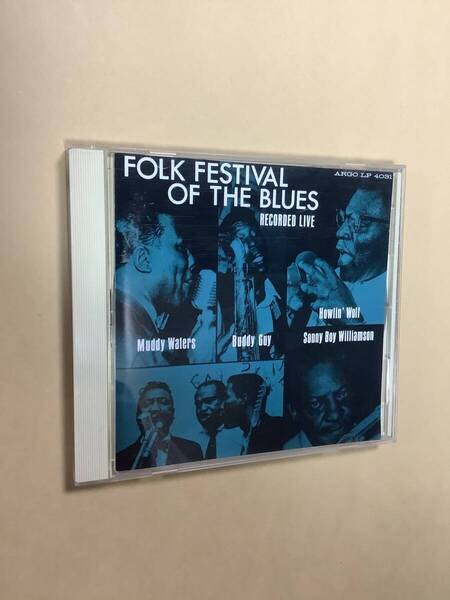 FOLK FESTIVAL
ARGO LP 4031
OF THE BLUES
RECORDED LIVE
Howlin' Wolf
Muddy Waters
Buddy Guy
Sonny Boy Williamson